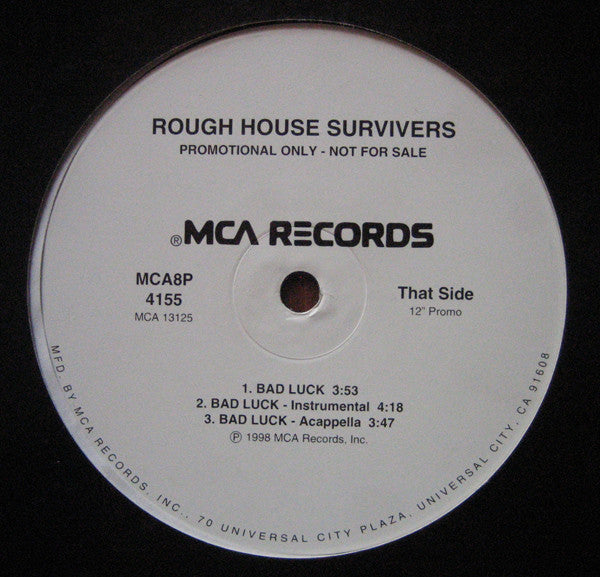 ROUGH HOUSE SURVIVERS
PROMOTIONAL ONLY - NOT FOR SALE
®MCA RECORDS
MCA8P
4155
MCA 13125
That Side
12" Promo
1. BAD LUCK 3:53
2. BAD LUCK - Instrumental 4:18
3. BAD LUCK - Acappella 3:47
℗ 1998 MCA Records, Inc.
MFD. BY MCA RECORDS, INC., 70 UNIVERSAL CITY PLAZA, UNIVERSAL CITY, CA 91608